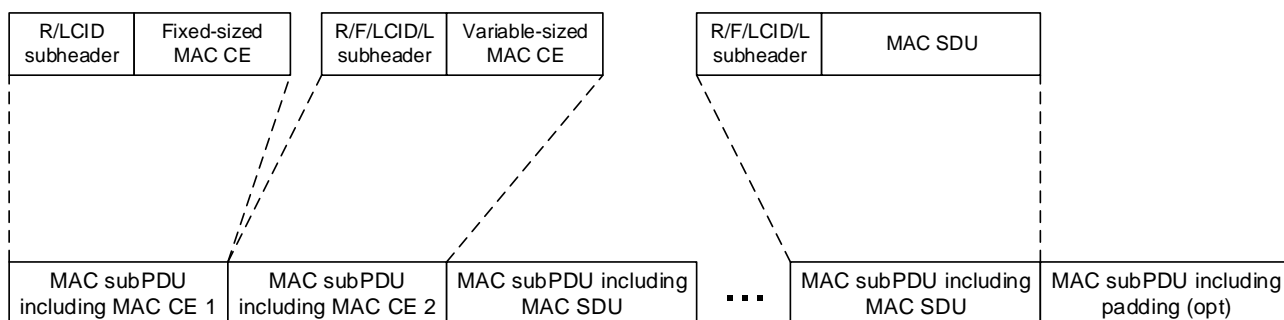 R/LCID
subheader
Fixed-sized
MAC CE
R/F/LCID/L
subheader
Variable-sized
MAC CE
R/F/LCID/L
subheader
MAC SDU
MAC subPDU
including MAC CE 1
MAC subPDU
including MAC CE 2
MAC subPDU including
MAC SDU
...
MAC subPDU including
MAC SDU
MAC subPDU including
padding (opt)